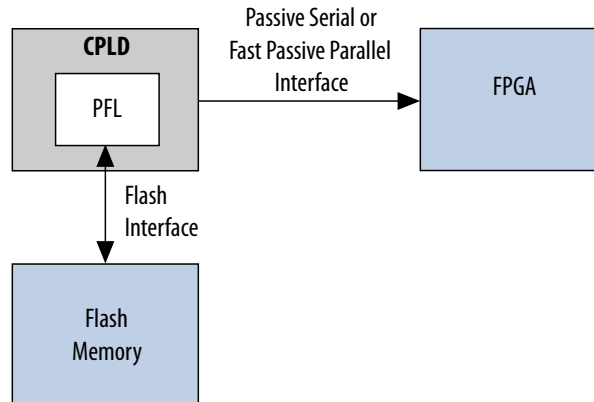 Passive Serial or
Fast Passive Parallel
Interface
CPLD
PFL
FPGA
Flash
Interface
Flash
Memory